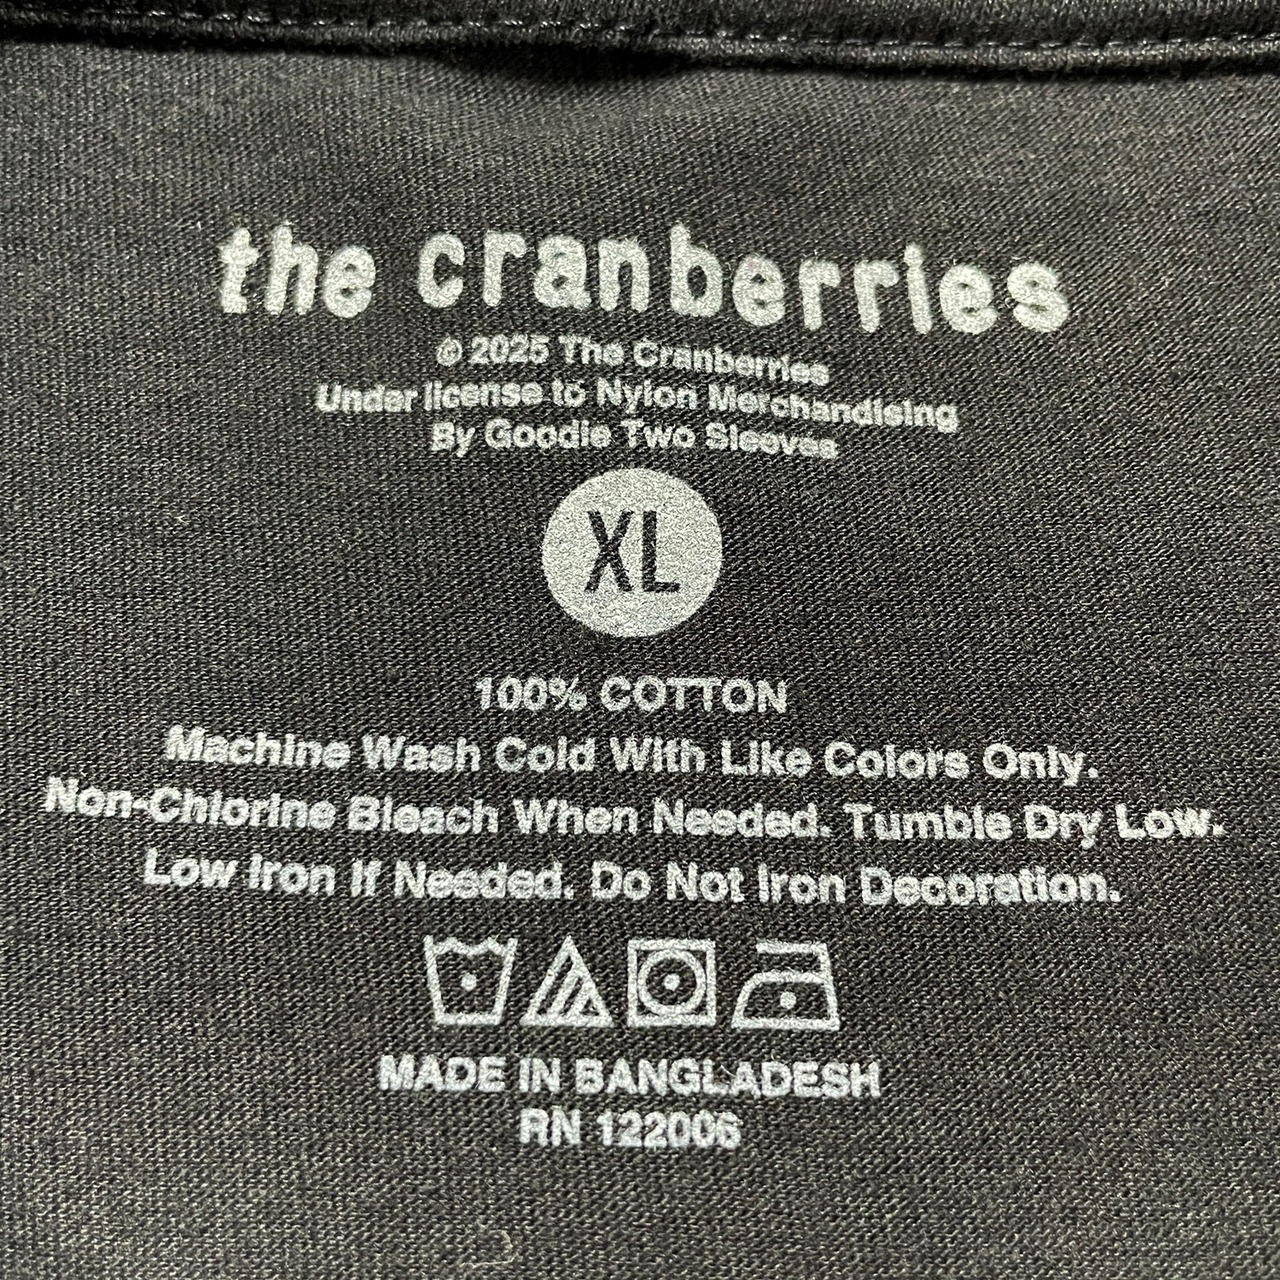 the cranberries
© 2025 The Cranberries
Under license to Nylon Merchandising
By Goodie Two Sleeves
XL
100% COTTON
Machine Wash Cold With Like Colors Only.
Non-Chlorine Bleach When Needed. Tumble Dry Low.
Low Iron If Needed. Do Not Iron Decoration.
MADE IN BANGLADESH
RN 122006